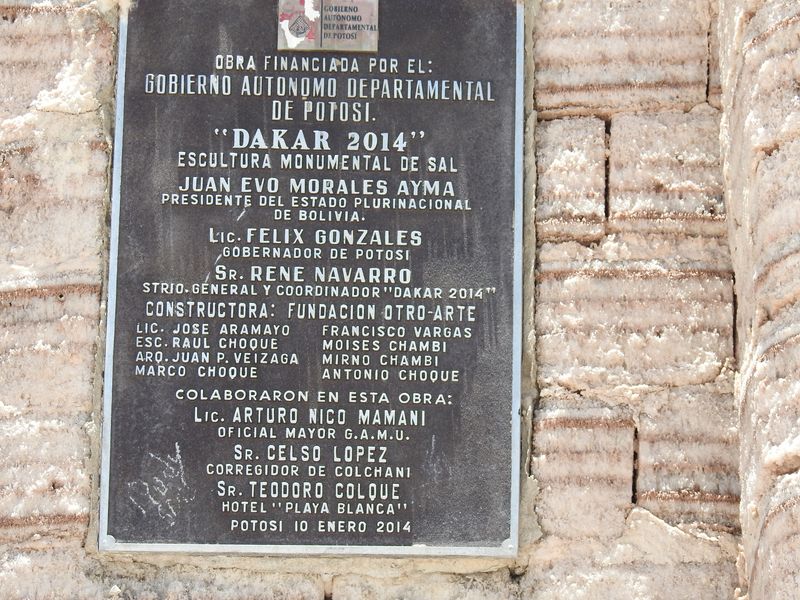 GOBIERNO
AUTÓNOMO
DEPARTAMENTAL
DE POTOSI
OBRA FINANCIADA POR EL:
GOBIERNO AUTONOMO DEPARTAMENTAL
DE POTOSI.
"DAKAR 2014"
ESCULTURA MONUMENTAL DE SAL
JUAN EVO MORALES AYMA
PRESIDENTE DEL ESTADO PLURINACIONAL
DE BOLIVIA.
LIC. FELIX GONZALES
GOBERNADOR DE POTOSI
SR. RENE NAVARRO
STRIO. GENERAL Y COORDINADOR "DAKAR 2014"
CONSTRUCTORA: FUNDACION OTRO-ARTE
LIC. JOSE ARAMAYO FRANCISCO VARGAS
ESC. RAUL CHOQUE MOISES CHAMBI
ARQ. JUAN P. VEIZAGA MIRNO CHAMBI
MARCO CHOQUE ANTONIO CHOQUE
COLABORARON EN ESTA OBRA:
LIC. ARTURO NICO MAMANI
OFICIAL MAYOR G.A.M.U.
SR. CELSO LOPEZ
CORREGIDOR DE COLCHANI
SR. TEODORO COLQUE
HOTEL "PLAYA BLANCA"
POTOSI 10 ENERO 2014